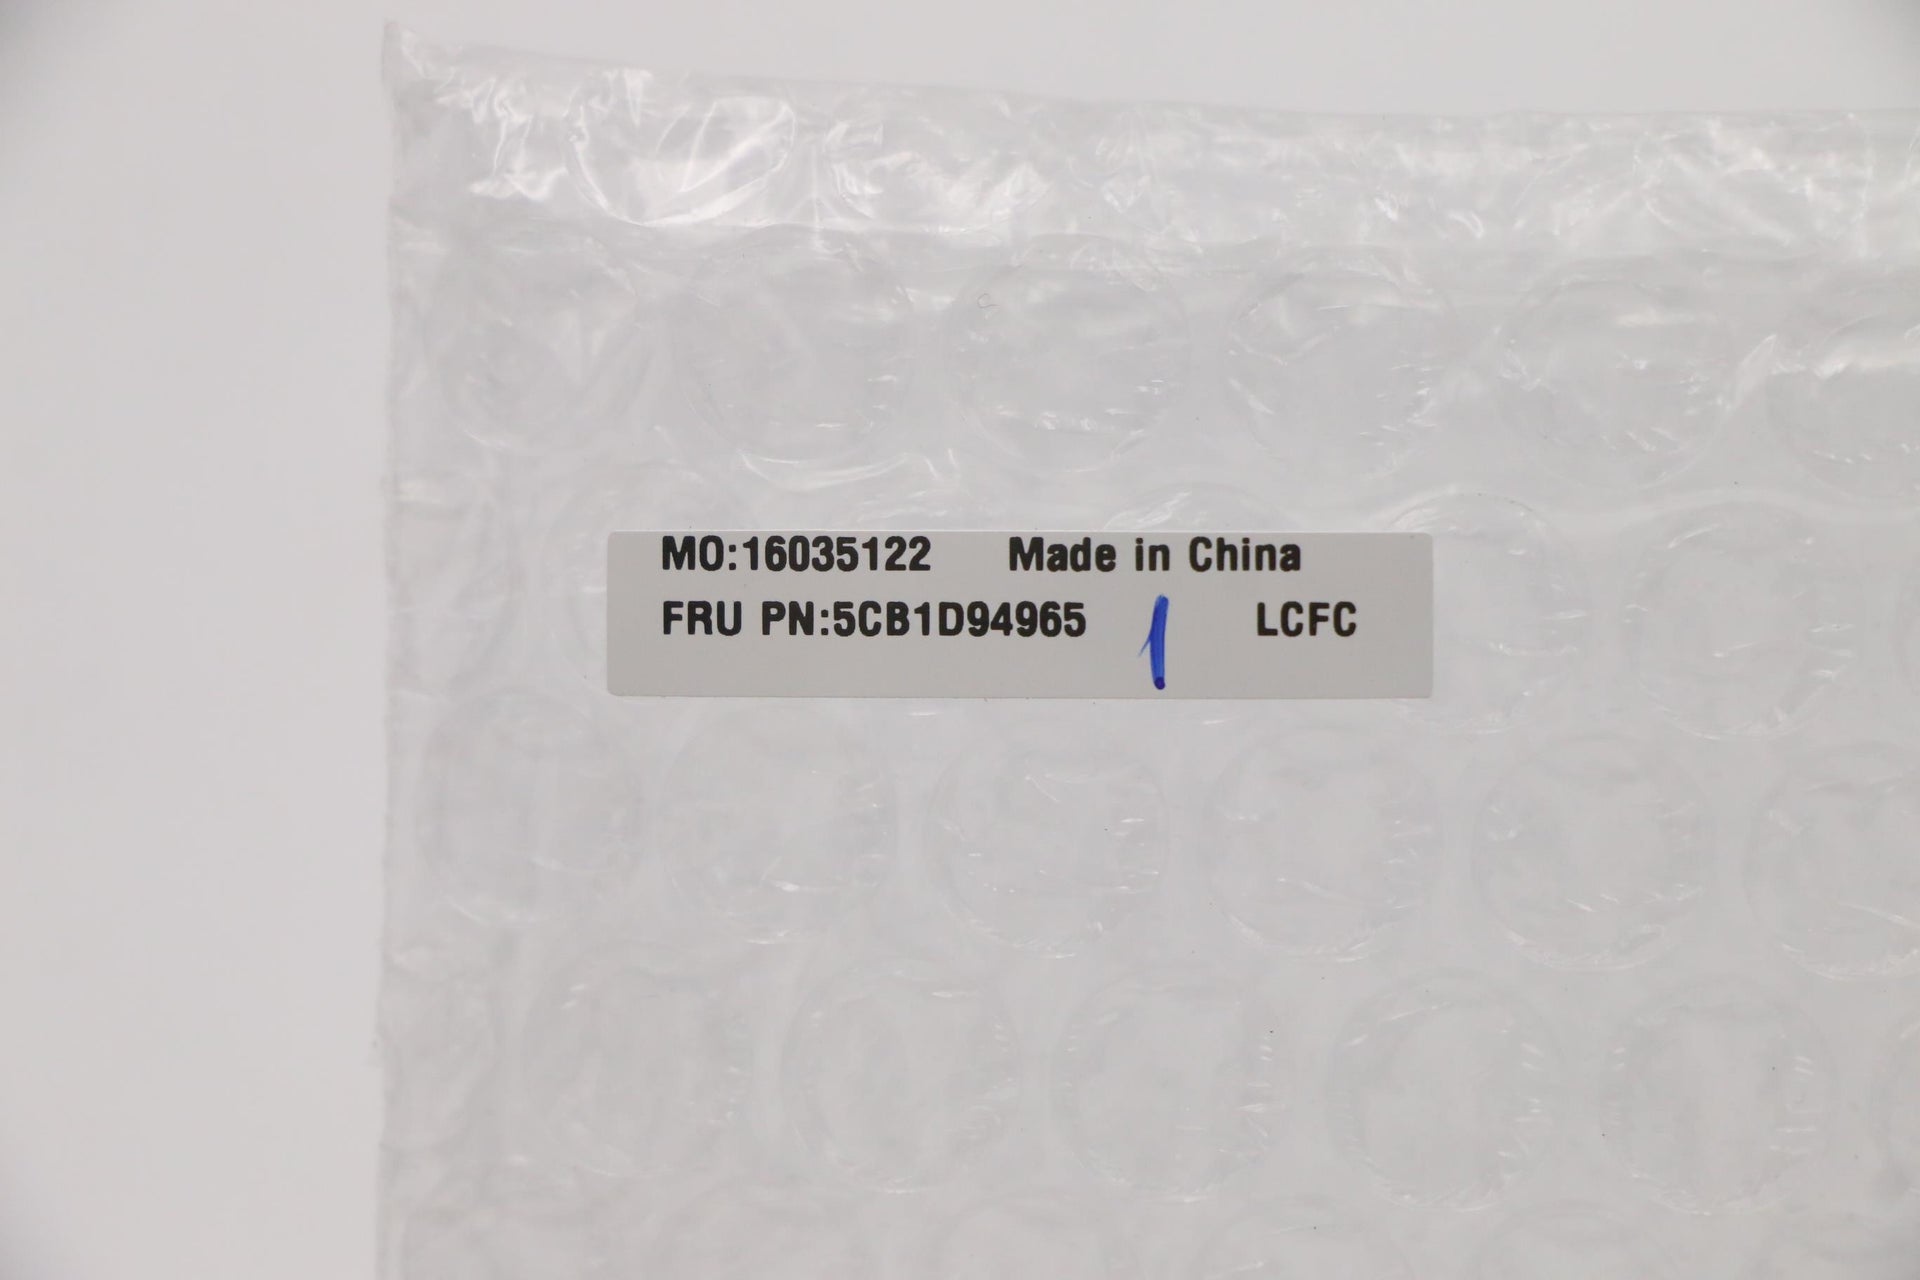 MO:16035122 Made in China
FRU PN:5CB1D94965 1 LCFC